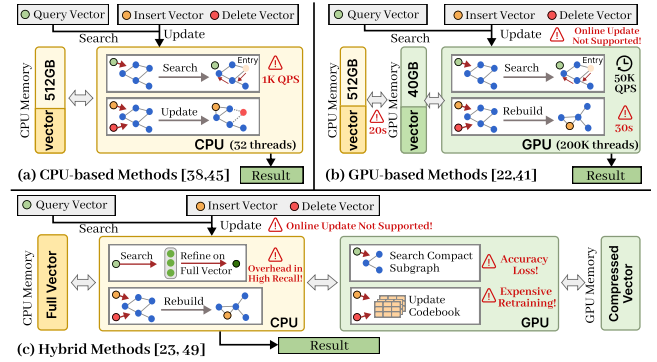 Query Vector
Insert Vector
Delete Vector
Search
Update
CPU Memory
512GB
vector
Search
Entry
1K QPS
Update
CPU (32 threads)
(a) CPU-based Methods [38,45]
Result
Query Vector
Insert Vector
Delete Vector
Search
Update
Online Update
Not Supported!
CPU Memory
512GB
vector
20s
GPU Memory
40GB
vector
Search
Entry
50K
QPS
Rebuild
30s
GPU (200K threads)
(b) GPU-based Methods [22,41]
Result
Query Vector
Insert Vector
Delete Vector
Search
Update
Online Update Not Supported!
CPU Memory
Full Vector
Search
Refine on
Full Vector
Overhead in
High Recall!
Rebuild
CPU
Search Compact
Subgraph
Accuracy
Loss!
Update
Codebook
Expensive
Retraining!
GPU
GPU Memory
Compressed
Vector
(c) Hybrid Methods [23, 49]
Result